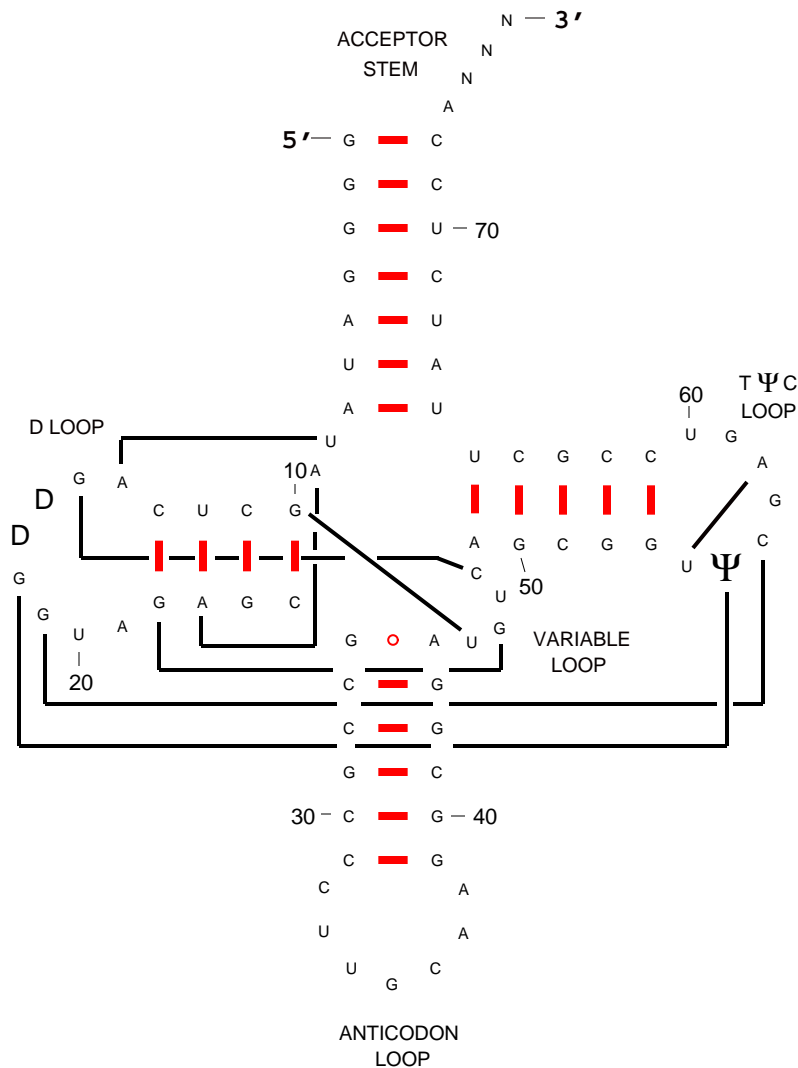 N — 3′
ACCEPTOR
STEM
N
N
A
5′— G C
G C
G U — 70
G C
A U
U A
A U
60
T Ψ C
LOOP
D LOOP
U
U
G
U C G C C
A
10
A
G A
D
C U C G
G
D
A G C G G U Ψ
C
C
50
G
G A G C
U
G A
U A
G A U G
VARIABLE
LOOP
20
C G
C G
G C
30 — C G — 40
C G
C A
U A
U G C
ANTICODON
LOOP